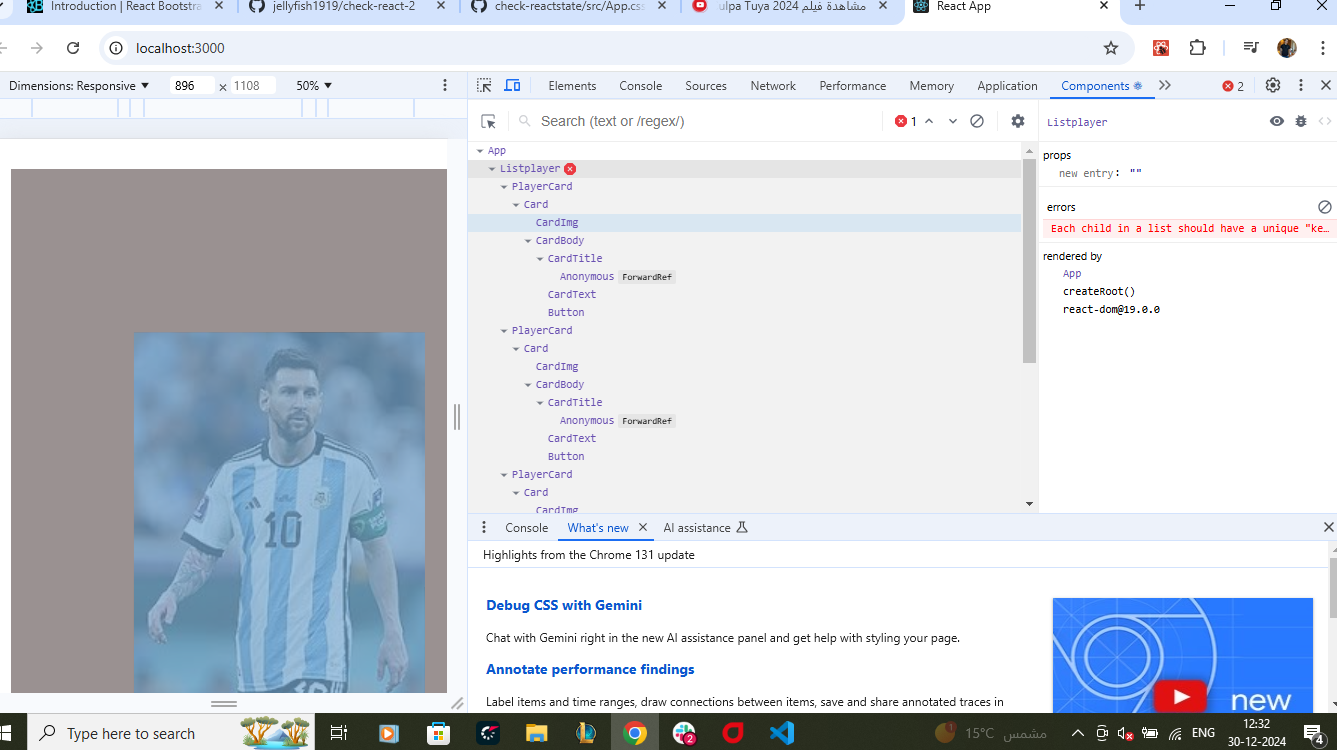 Introduction | React Bootstra
jellyfish1919/check-react-2
check-reactstate/src/App.css
ulpa Tuya 2024 مشاهدة فيلم
React App
localhost:3000
Dimensions: Responsive
896 × 1108
50%
Elements
Console
Sources
Network
Performance
Memory
Application
Components
2
Search (text or /regex/)
1
Listplayer
App
Listplayer
PlayerCard
Card
CardImg
CardBody
CardTitle
Anonymous ForwardRef
CardText
Button
PlayerCard
Card
CardImg
CardBody
CardTitle
Anonymous ForwardRef
CardText
Button
PlayerCard
Card
CardImg
props
new entry: ""
errors
Each child in a list should have a unique "ke…
rendered by
App
createRoot()
react-dom@19.0.0
10
Console
What's new
AI assistance
Highlights from the Chrome 131 update
Debug CSS with Gemini
Chat with Gemini right in the new AI assistance panel and get help with styling your page.
Annotate performance findings
Label items and time ranges, draw connections between items, save and share annotated traces in
new
Type here to search
2
15°C مشمس
ENG
12:32
30-12-2024
4